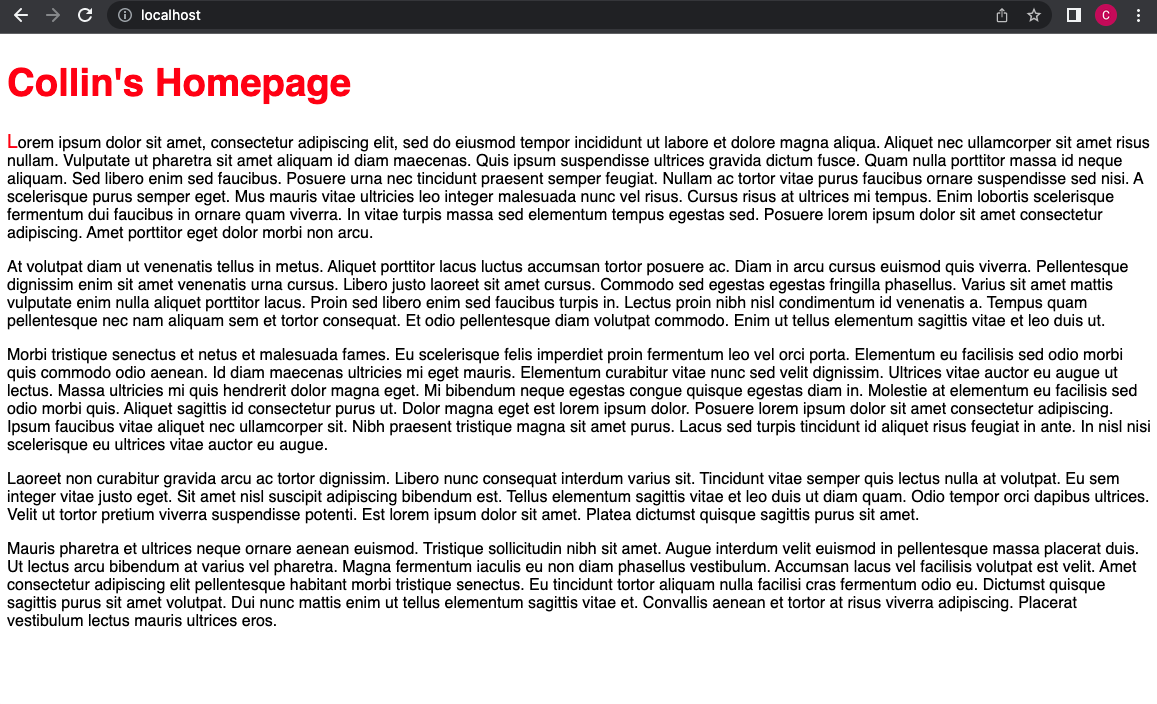 localhost
C
Collin's Homepage
Lorem ipsum dolor sit amet, consectetur adipiscing elit, sed do eiusmod tempor incididunt ut labore et dolore magna aliqua. Aliquet nec ullamcorper sit amet risus
nullam. Vulputate ut pharetra sit amet aliquam id diam maecenas. Quis ipsum suspendisse ultrices gravida dictum fusce. Quam nulla porttitor massa id neque
aliquam. Sed libero enim sed faucibus. Posuere urna nec tincidunt praesent semper feugiat. Nullam ac tortor vitae purus faucibus ornare suspendisse sed nisi. A
scelerisque purus semper eget. Mus mauris vitae ultricies leo integer malesuada nunc vel risus. Cursus risus at ultrices mi tempus. Enim lobortis scelerisque
fermentum dui faucibus in ornare quam viverra. In vitae turpis massa sed elementum tempus egestas sed. Posuere lorem ipsum dolor sit amet consectetur
adipiscing. Amet porttitor eget dolor morbi non arcu.
At volutpat diam ut venenatis tellus in metus. Aliquet porttitor lacus luctus accumsan tortor posuere ac. Diam in arcu cursus euismod quis viverra. Pellentesque
dignissim enim sit amet venenatis urna cursus. Libero justo laoreet sit amet cursus. Commodo sed egestas egestas fringilla phasellus. Varius sit amet mattis
vulputate enim nulla aliquet porttitor lacus. Proin sed libero enim sed faucibus turpis in. Lectus proin nibh nisl condimentum id venenatis a. Tempus quam
pellentesque nec nam aliquam sem et tortor consequat. Et odio pellentesque diam volutpat commodo. Enim ut tellus elementum sagittis vitae et leo duis ut.
Morbi tristique senectus et netus et malesuada fames. Eu scelerisque felis imperdiet proin fermentum leo vel orci porta. Elementum eu facilisis sed odio morbi
quis commodo odio aenean. Id diam maecenas ultricies mi eget mauris. Elementum curabitur vitae nunc sed velit dignissim. Ultrices vitae auctor eu augue ut
lectus. Massa ultricies mi quis hendrerit dolor magna eget. Mi bibendum neque egestas congue quisque egestas diam in. Molestie at elementum eu facilisis sed
odio morbi quis. Aliquet sagittis id consectetur purus ut. Dolor magna eget est lorem ipsum dolor. Posuere lorem ipsum dolor sit amet consectetur adipiscing.
Ipsum faucibus vitae aliquet nec ullamcorper sit. Nibh praesent tristique magna sit amet purus. Lacus sed turpis tincidunt id aliquet risus feugiat in ante. In nisl nisi
scelerisque eu ultrices vitae auctor eu augue.
Laoreet non curabitur gravida arcu ac tortor dignissim. Libero nunc consequat interdum varius sit. Tincidunt vitae semper quis lectus nulla at volutpat. Eu sem
integer vitae justo eget. Sit amet nisl suscipit adipiscing bibendum est. Tellus elementum sagittis vitae et leo duis ut diam quam. Odio tempor orci dapibus ultrices.
Velit ut tortor pretium viverra suspendisse potenti. Est lorem ipsum dolor sit amet. Platea dictumst quisque sagittis purus sit amet.
Mauris pharetra et ultrices neque ornare aenean euismod. Tristique sollicitudin nibh sit amet. Augue interdum velit euismod in pellentesque massa placerat duis.
Ut lectus arcu bibendum at varius vel pharetra. Magna fermentum iaculis eu non diam phasellus vestibulum. Accumsan lacus vel facilisis volutpat est velit. Amet
consectetur adipiscing elit pellentesque habitant morbi tristique senectus. Eu tincidunt tortor aliquam nulla facilisi cras fermentum odio eu. Dictumst quisque
sagittis purus sit amet volutpat. Dui nunc mattis enim ut tellus elementum sagittis vitae et. Convallis aenean et tortor at risus viverra adipiscing. Placerat
vestibulum lectus mauris ultrices eros.